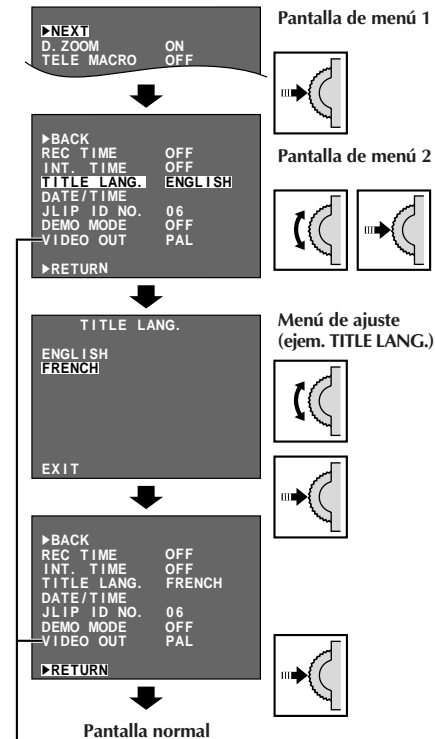 ▶NEXT
D. ZOOM ON
TELE MACRO OFF
Pantalla de menú 1
▶BACK
REC TIME OFF
INT. TIME OFF
TITLE LANG. ENGLISH
DATE/TIME
JLIP ID NO. 06
DEMO MODE OFF
VIDEO OUT PAL
▶RETURN
Pantalla de menú 2
TITLE LANG.
ENGLISH
FRENCH
EXIT
Menú de ajuste
(ejem. TITLE LANG.)
▶BACK
REC TIME OFF
INT. TIME OFF
TITLE LANG. FRENCH
DATE/TIME
JLIP ID NO. 06
DEMO MODE OFF
VIDEO OUT PAL
▶RETURN
Pantalla normal